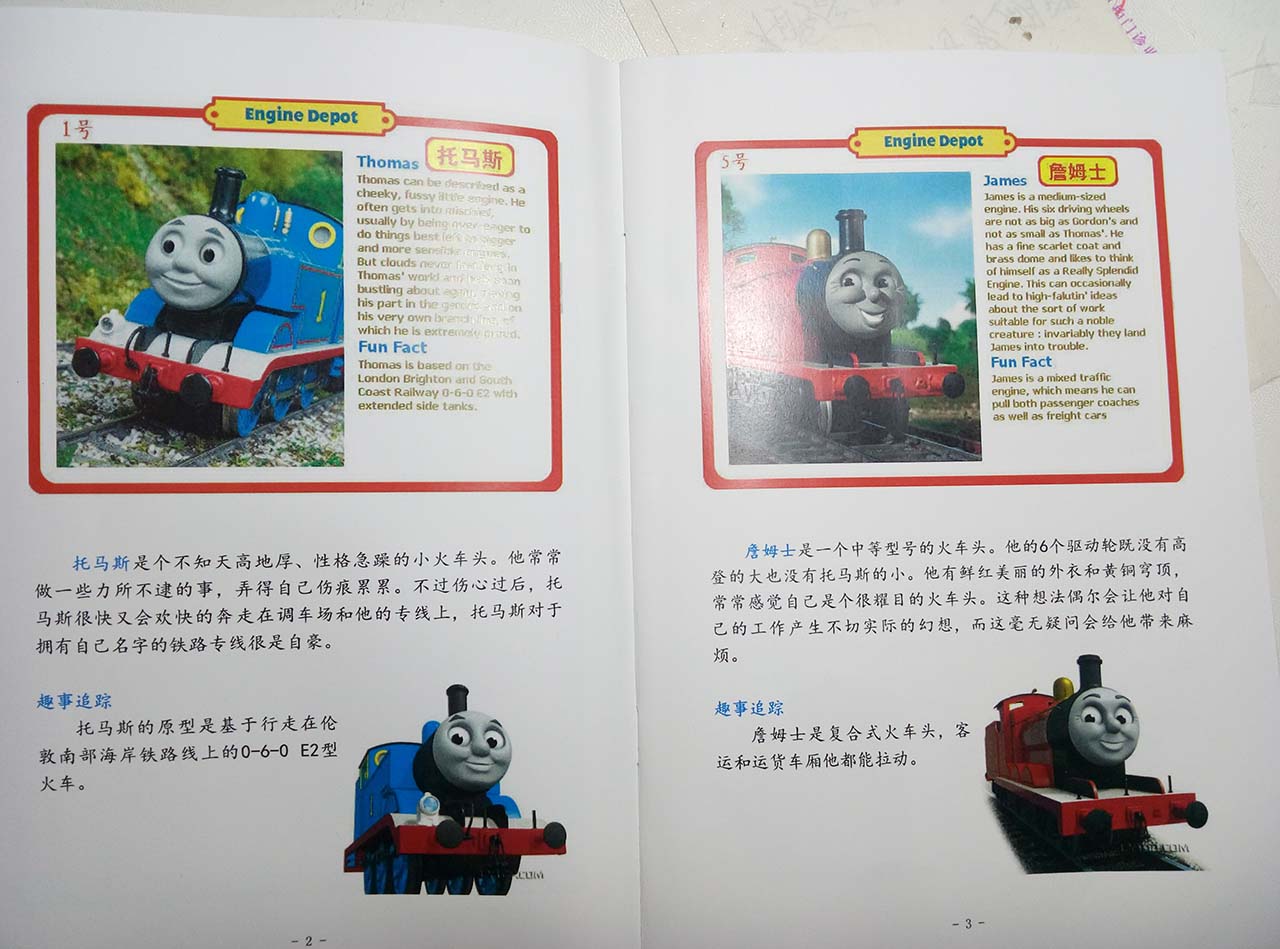 Engine Depot
1号
Thomas 托马斯
Thomas can be described as a
cheeky, fussy little engine. He
often gets into mischief,
usually by being over-eager to
do things best left to bigger
and more sensible engines.
But clouds never last long in
Thomas' world and he's soon
bustling about again
his part in the
his very own branch line, of
which he is extremely proud.
Fun Fact
Thomas is based on the
London Brighton and South
Coast Railway 0-6-0 E2 with
extended side tanks.
托马斯是个不知天高地厚、性格急躁的小火车头。他常常
做一些力所不逮的事，弄得自己伤痕累累。不过伤心过后，托
马斯很快又会欢快的奔走在调车场和他的专线上，托马斯对于
拥有自己名字的铁路专线很是自豪。
趣事追踪
托马斯的原型是基于行走在伦
敦南部海岸铁路线上的0-6-0 E2型
火车。
- 2 -
Engine Depot
5号
James 詹姆士
James is a medium-sized
engine. His six driving wheels
are not as big as Gordon's and
not as small as Thomas'. He
has a fine scarlet coat and
brass dome and likes to think
of himself as a Really Splendid
Engine. This can occasionally
lead to high-falutin' ideas
about the sort of work
suitable for such a noble
creature : invariably they land
James into trouble.
Fun Fact
James is a mixed traffic
engine, which means he can
pull both passenger coaches
as well as freight cars
詹姆士是一个中等型号的火车头。他的6个驱动轮既没有高
登的大也没有托马斯的小。他有鲜红美丽的外衣和黄铜穹顶，
常常感觉自己是个很耀目的火车头。这种想法偶尔会让他对自
己的工作产生不切实际的幻想，而这毫无疑问会给他带来麻
烦。
趣事追踪
詹姆士是复合式火车头，客
运和运货车厢他都能拉动。
- 3 -